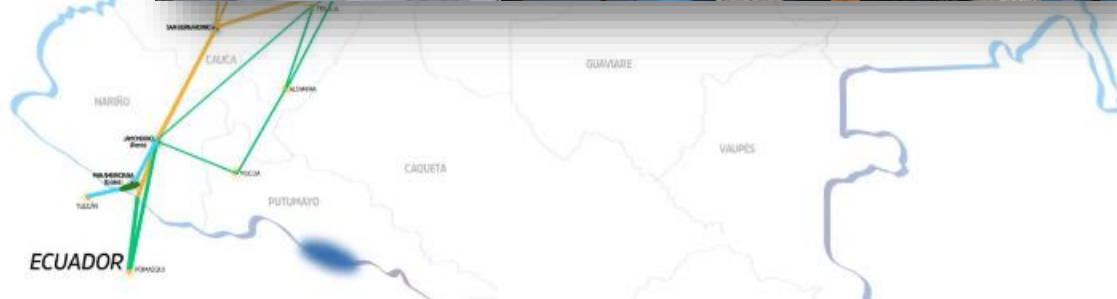 SAN BERNARDINO
CAUCA
GUAVIARE
ALTAMIRA
NARIÑO
JAMONDINO
VAUPÉS
CAQUETA
MOCOA
TULCÁN
PUTUMAYO
ECUADOR
POMASQUI